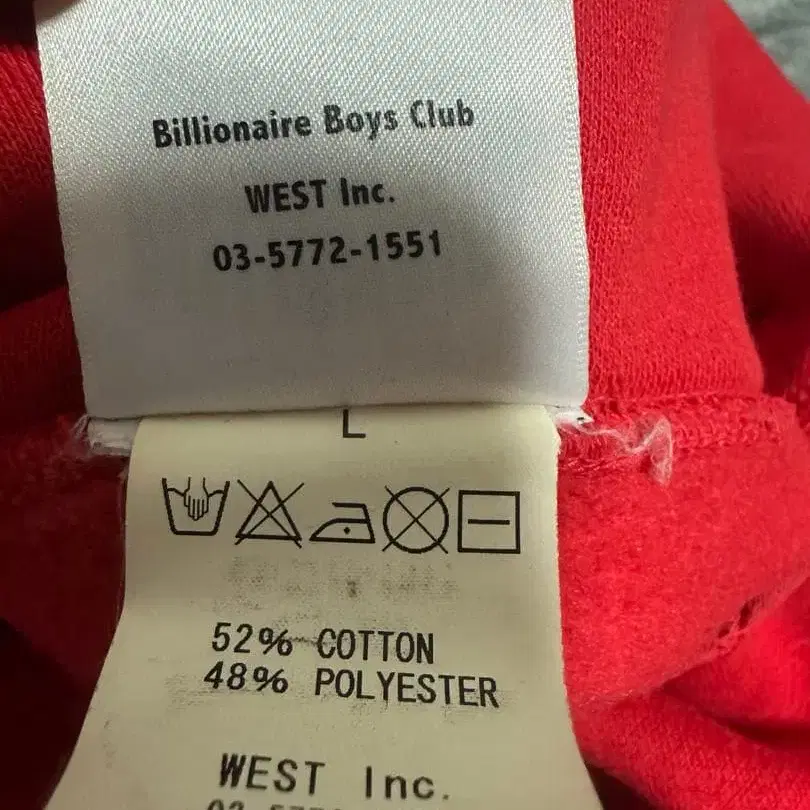 Billionaire Boys Club
WEST Inc.
03-5772-1551
L
52% COTTON
48% POLYESTER
WEST Inc.